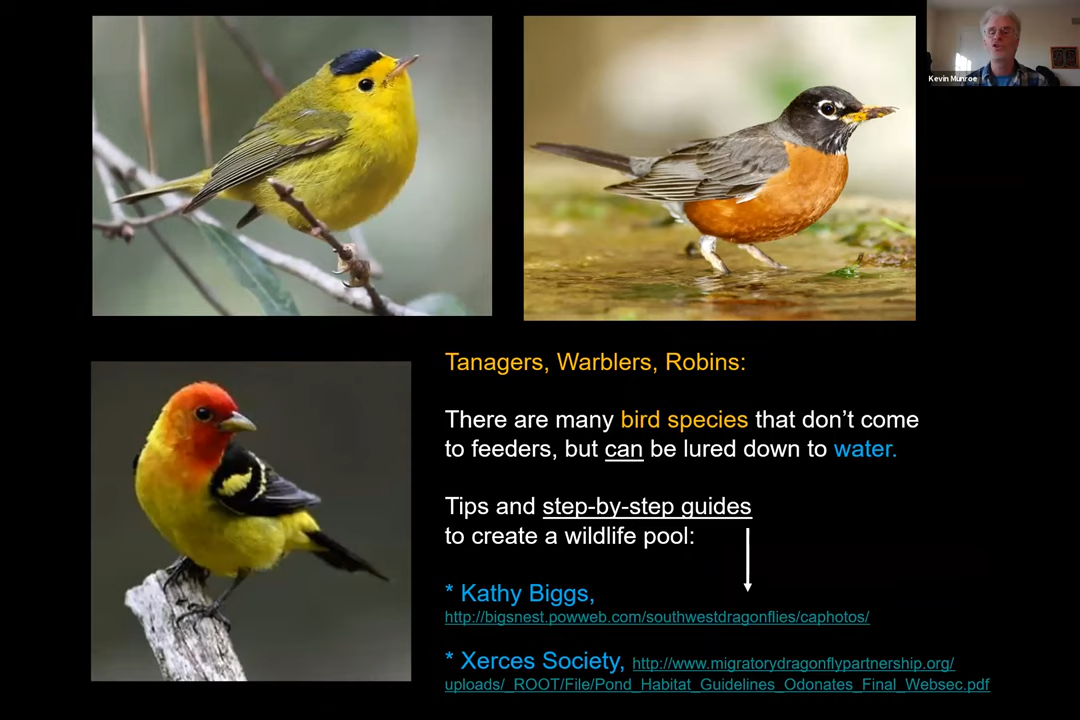 Kevin Munroe
Tanagers, Warblers, Robins:
There are many bird species that don’t come
to feeders, but can be lured down to water.
Tips and step-by-step guides
to create a wildlife pool:
* Kathy Biggs,
http://bigsnest.powweb.com/southwestdragonflies/caphotos/
* Xerces Society, http://www.migratorydragonflypartnership.org/
uploads/_ROOT/File/Pond_Habitat_Guidelines_Odonates_Final_Websec.pdf